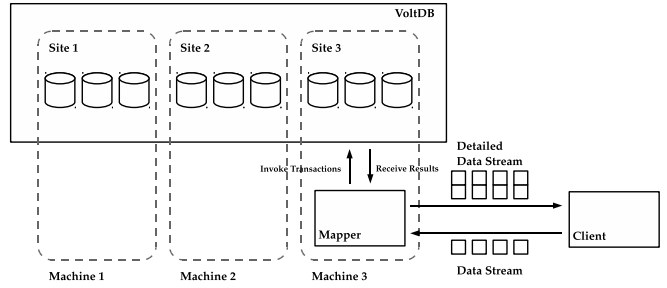 VoltDB
Site 1
Site 2
Site 3
Invoke Transactions
Receive Results
Detailed
Data Stream
Mapper
Client
Data Stream
Machine 1
Machine 2
Machine 3